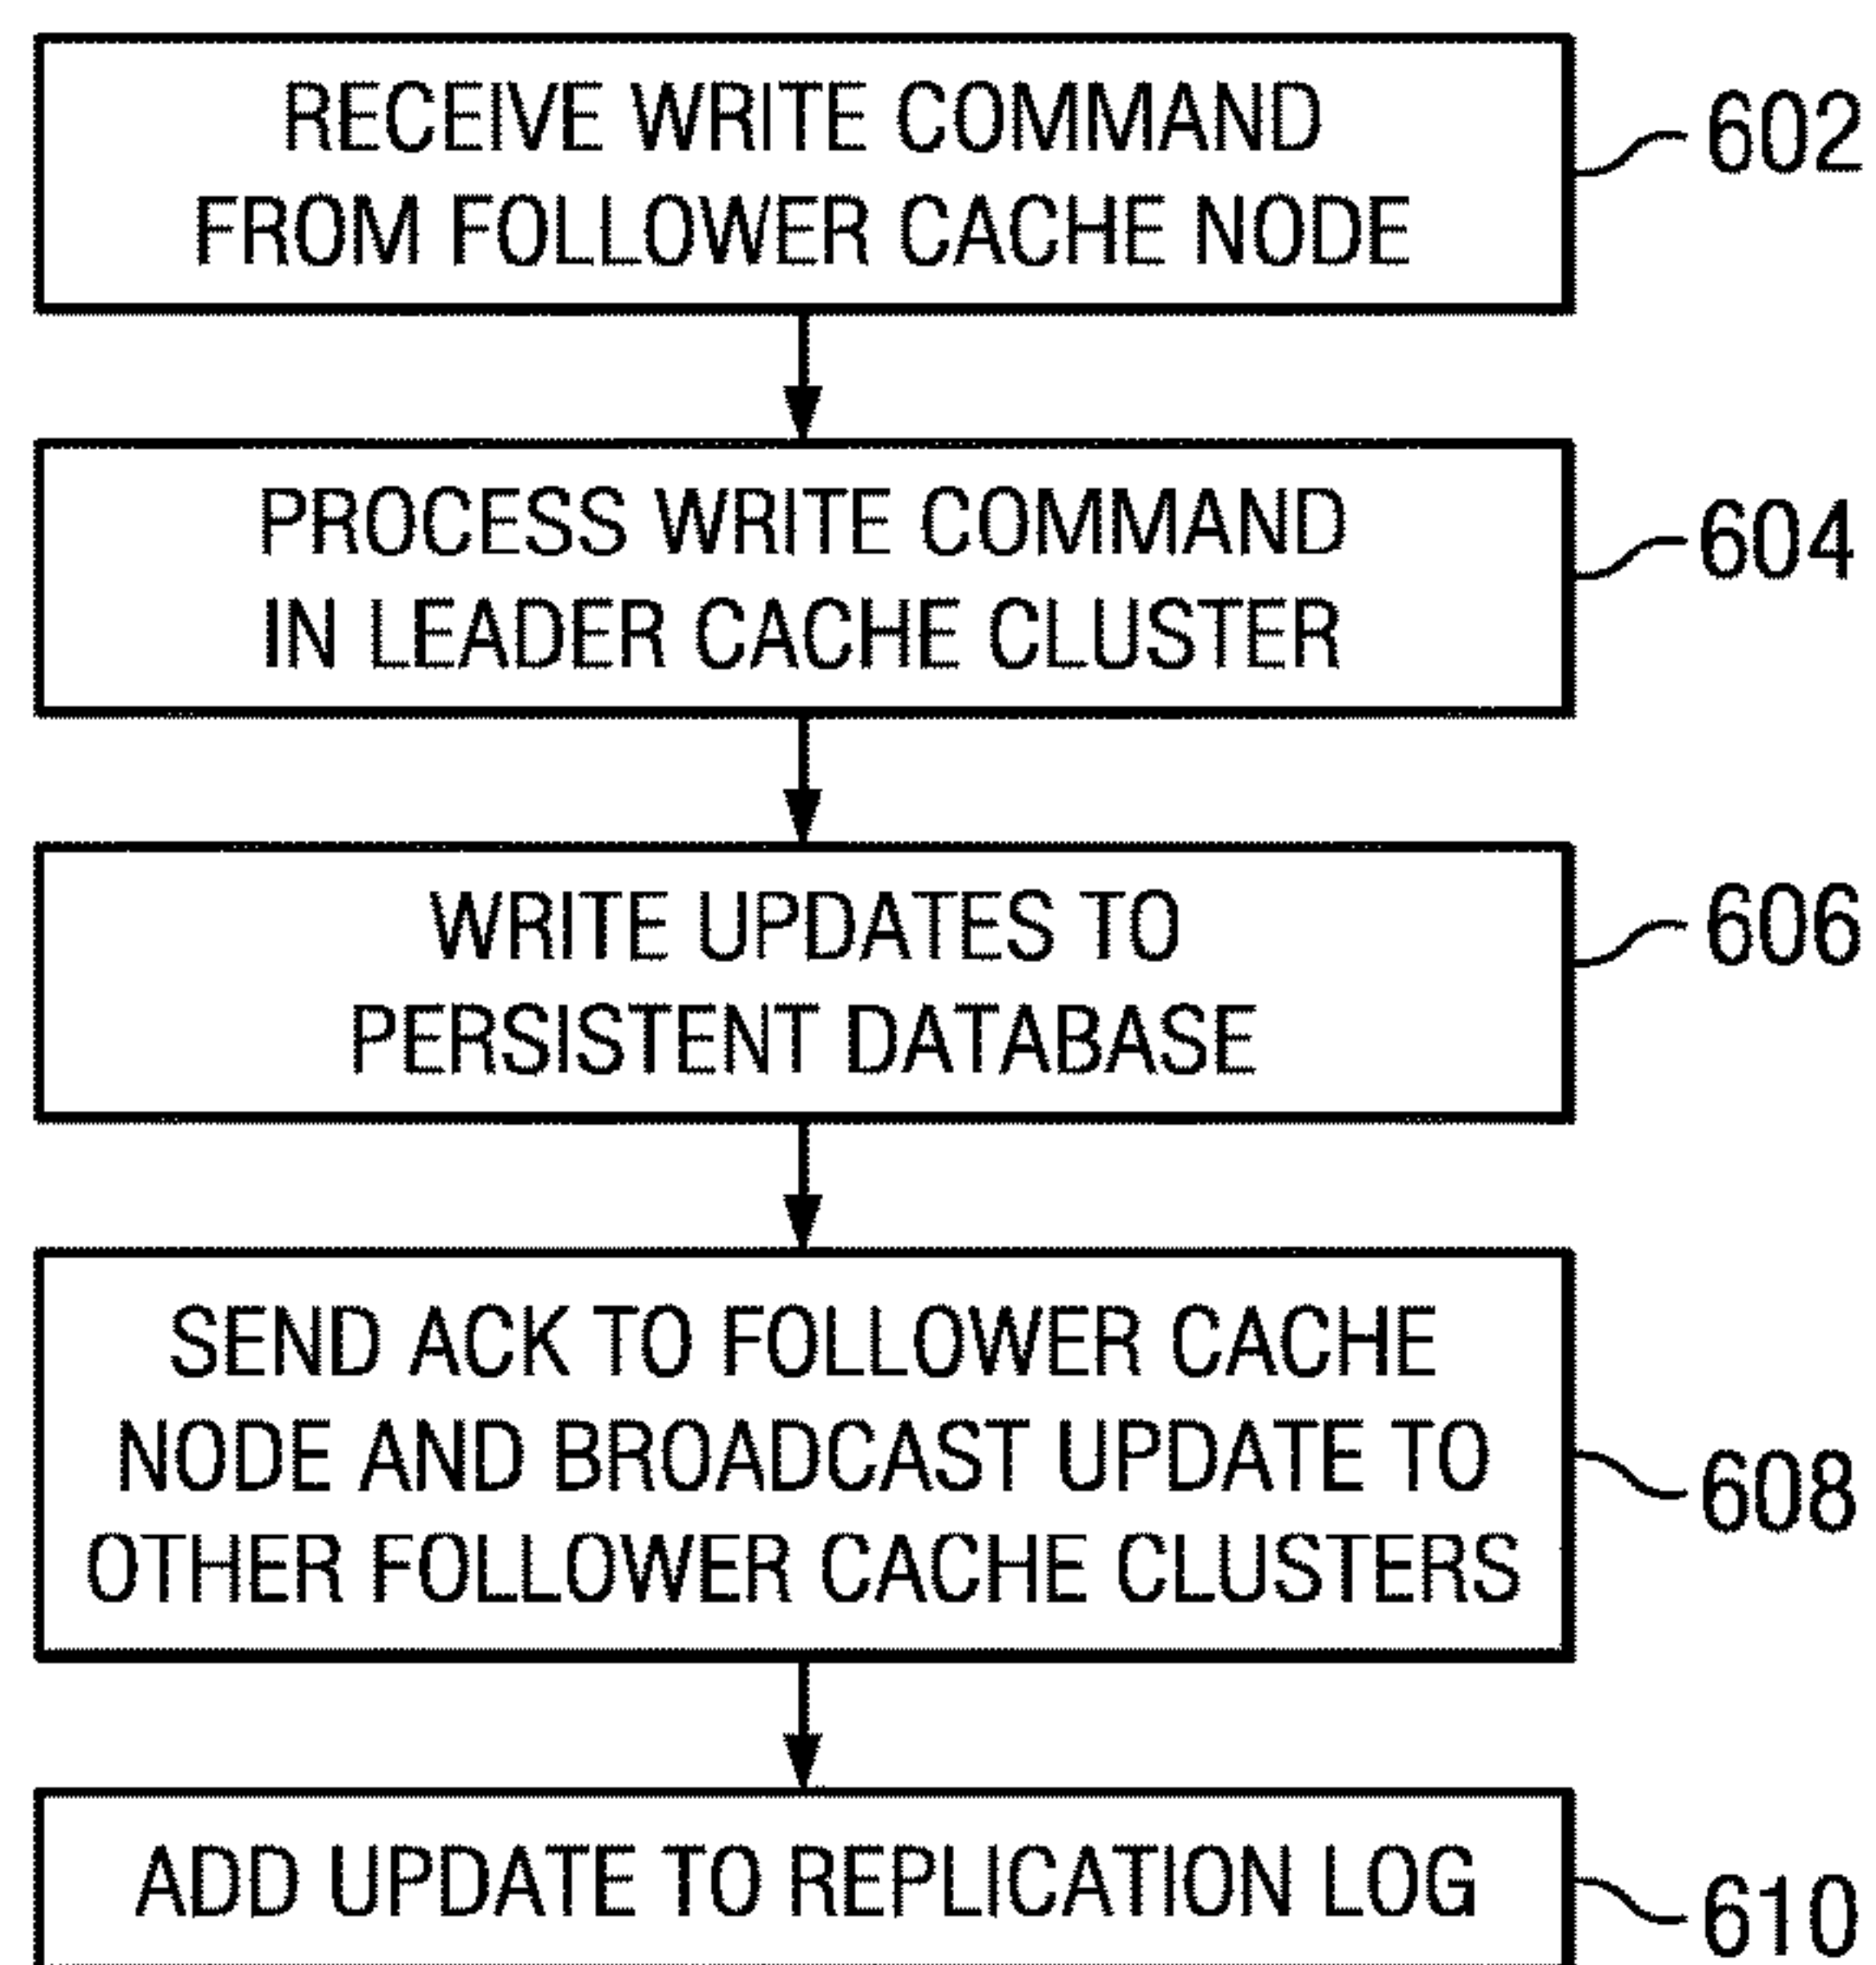 RECEIVE WRITE COMMAND
FROM FOLLOWER CACHE NODE
602
PROCESS WRITE COMMAND
IN LEADER CACHE CLUSTER
604
WRITE UPDATES TO
PERSISTENT DATABASE
606
SEND ACK TO FOLLOWER CACHE
NODE AND BROADCAST UPDATE TO
OTHER FOLLOWER CACHE CLUSTERS
608
ADD UPDATE TO REPLICATION LOG
610